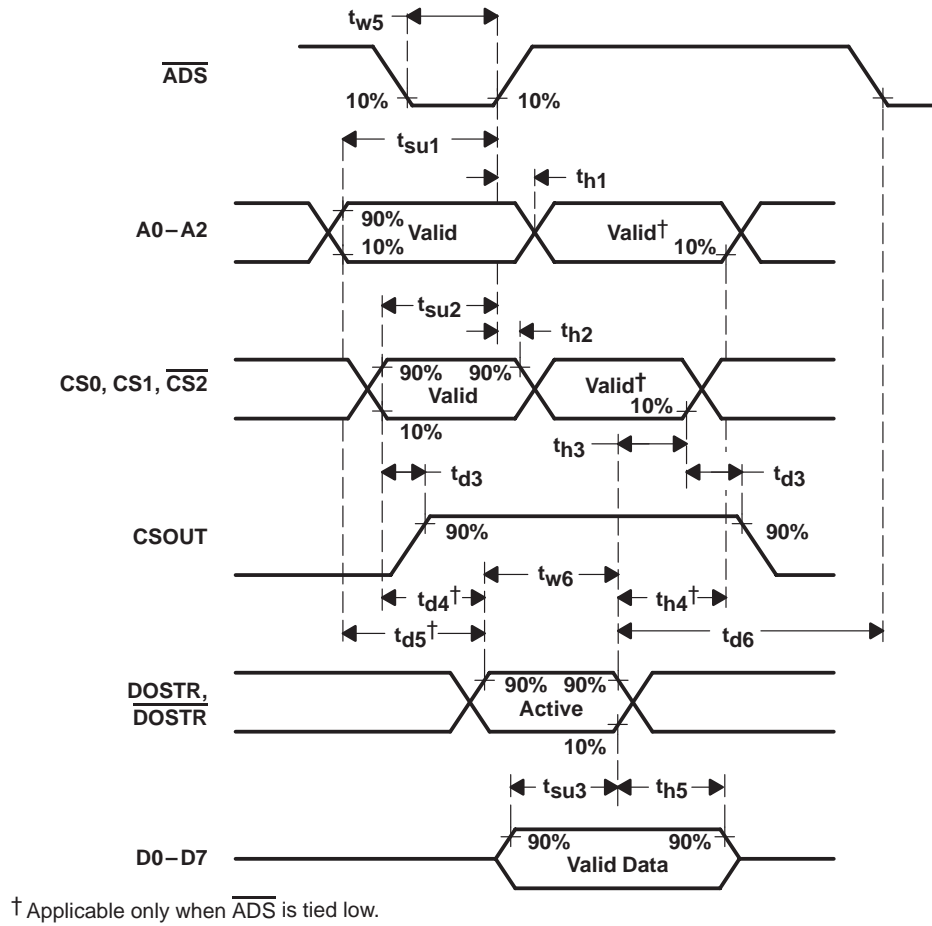 tw5
ADS
10% 10%
tsu1
th1
A0–A2
90% Valid
10%
Valid†
10%
tsu2
th2
CS0, CS1, CS2
90% 90%
Valid
10%
Valid†
10%
th3
td3 td3
CSOUT
90% 90%
tw6
td4† th4†
td5† td6
DOSTR,
DOSTR
90% 90%
Active
10%
tsu3 th5
D0–D7
90% 90%
Valid Data
† Applicable only when ADS is tied low.